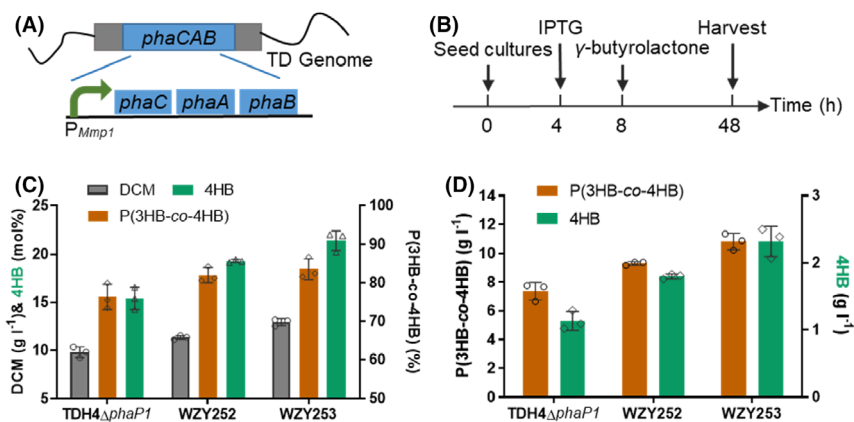 (A)
phaCAB
TD Genome
phaC phaA phaB
PMmp1
(B)
IPTG Harvest
Seed cultures γ-butyrolactone
0 4 8 48 Time (h)
(C)
DCM 4HB
P(3HB-co-4HB)
DCM (g l-1)& 4HB (mol%)
25
20
15
10
5
P(3HB-co-4HB) (%)
100
90
80
70
60
50
TDH4ΔphaP1 WZY252 WZY253
(D)
P(3HB-co-4HB)
4HB
P(3HB-co-4HB) (g l-1)
14
12
10
8
6
4
2
0
4HB (g l-1)
3
2
1
0
TDH4ΔphaP1 WZY252 WZY253